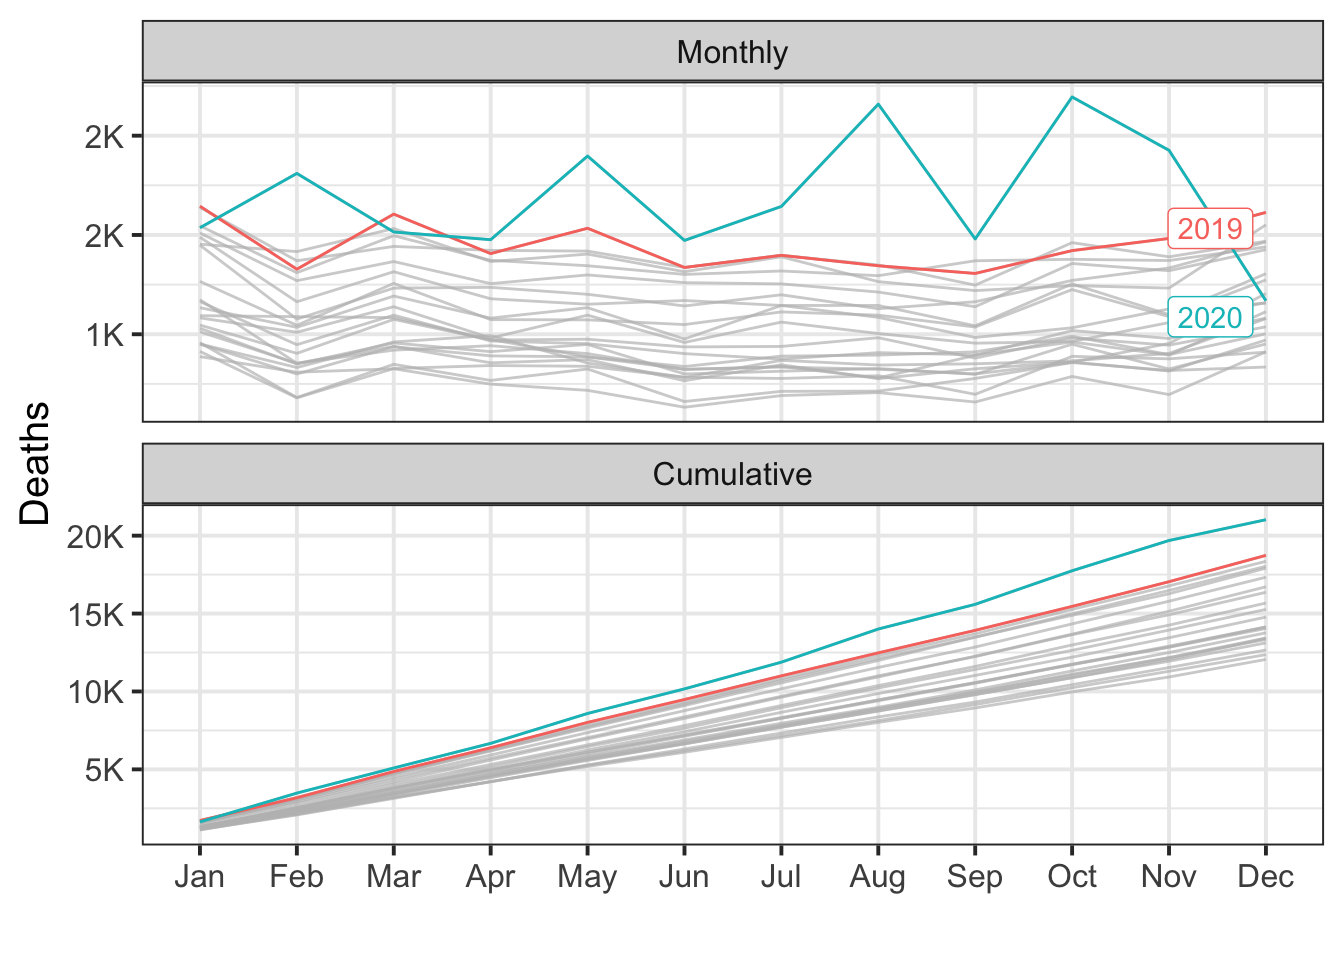 Monthly
2K
2K
1K
2019
2020
Deaths
Cumulative
20K
15K
10K
5K
Jan Feb Mar Apr May Jun Jul Aug Sep Oct Nov Dec